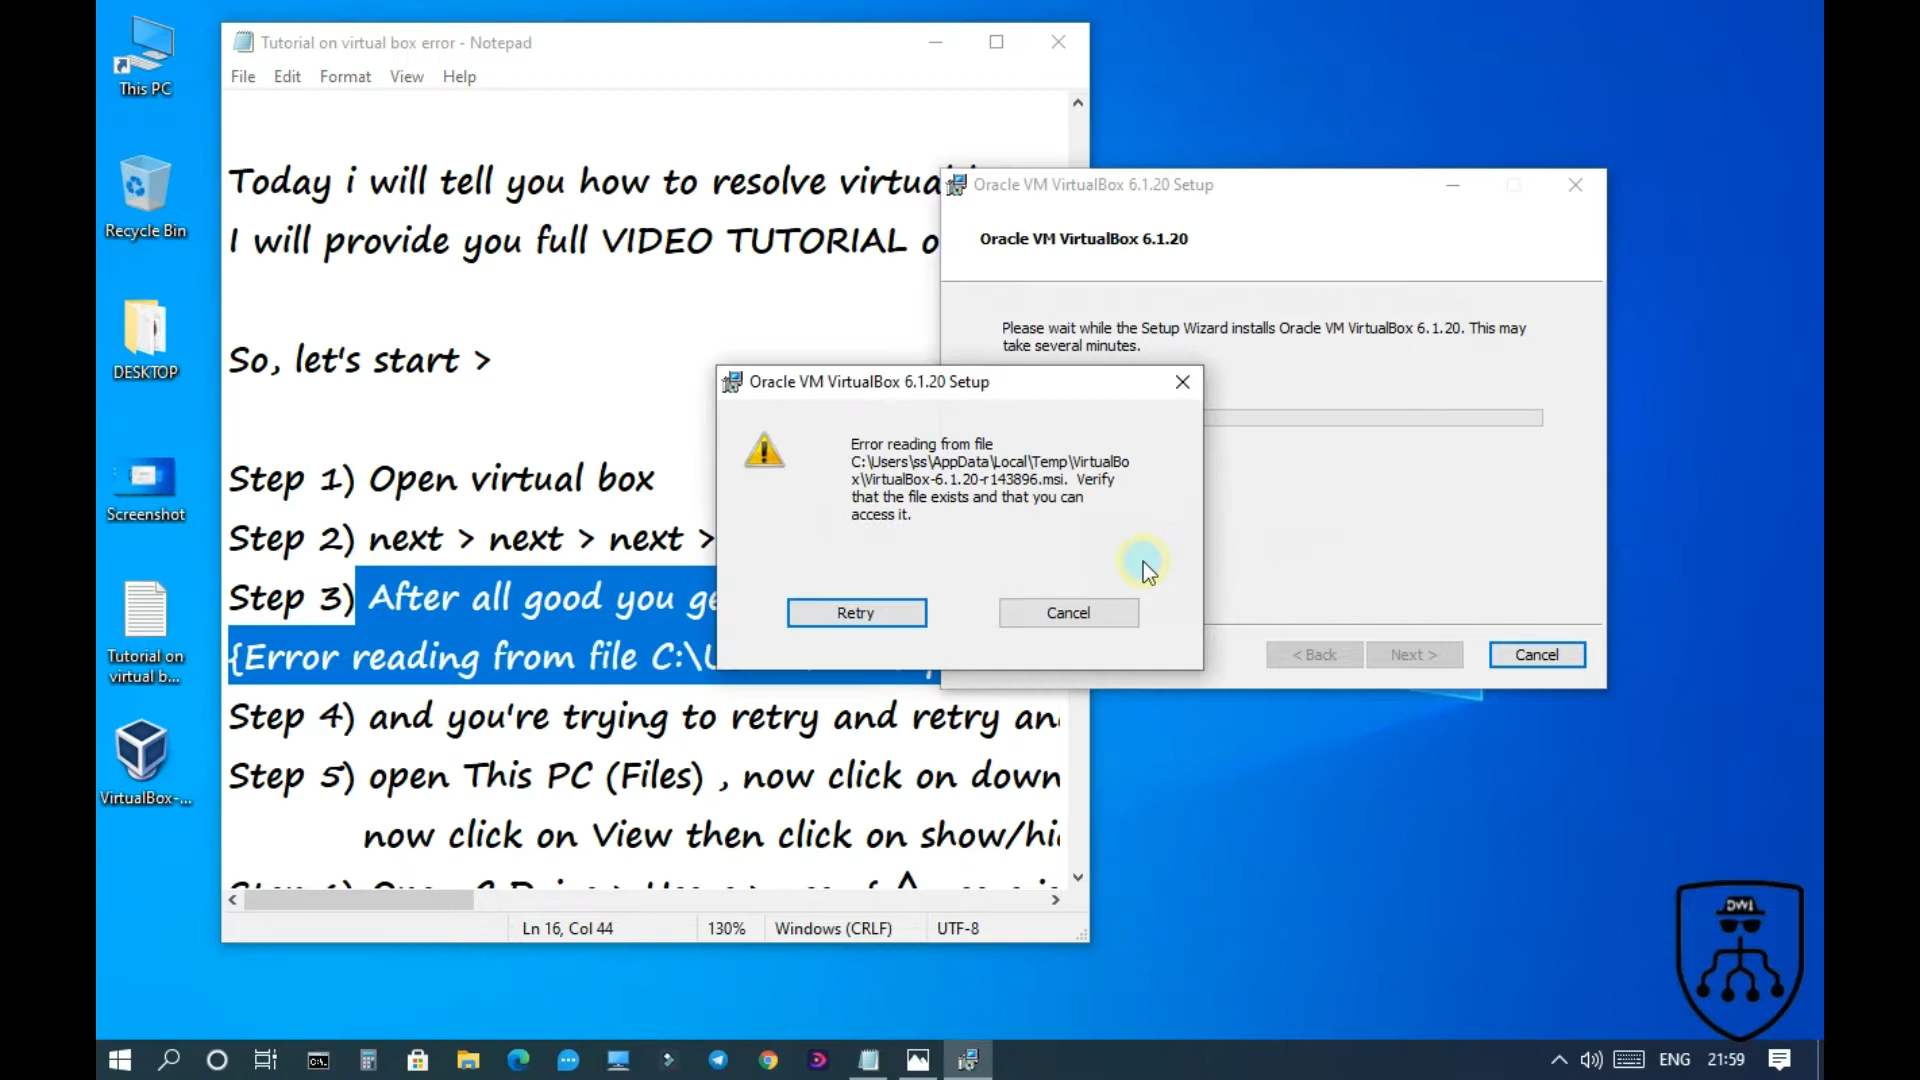 This PC
Recycle Bin
DESKTOP
Screenshot
Tutorial on
virtual b...
VirtualBox-...
Tutorial on virtual box error - Notepad
File Edit Format View Help
Today i will tell you how to resolve
I will provide you full VIDEO TUTORIAL
So, let's start >
Step 1) Open virtual box
Step 2) next > next > next >
Step 3) After all good you
{Error reading from file C:\
Step 4) and you're trying to retry and retry
Step 5) open This PC (Files) , now click on
now click on View then click on
Ln 16, Col 44 130% Windows (CRLF) UTF-8
Oracle VM VirtualBox 6.1.20 Setup
Oracle VM VirtualBox 6.1.20
Please wait while the Setup Wizard installs Oracle VM VirtualBox 6.1.20. This may
take several minutes.
< Back Next > Cancel
Oracle VM VirtualBox 6.1.20 Setup
Error reading from file
C:\Users\ss\AppData\Local\Temp\VirtualBo
x\VirtualBox-6.1.20-r143896.msi. Verify
that the file exists and that you can
access it.
Retry Cancel
DWI
ENG 21:59